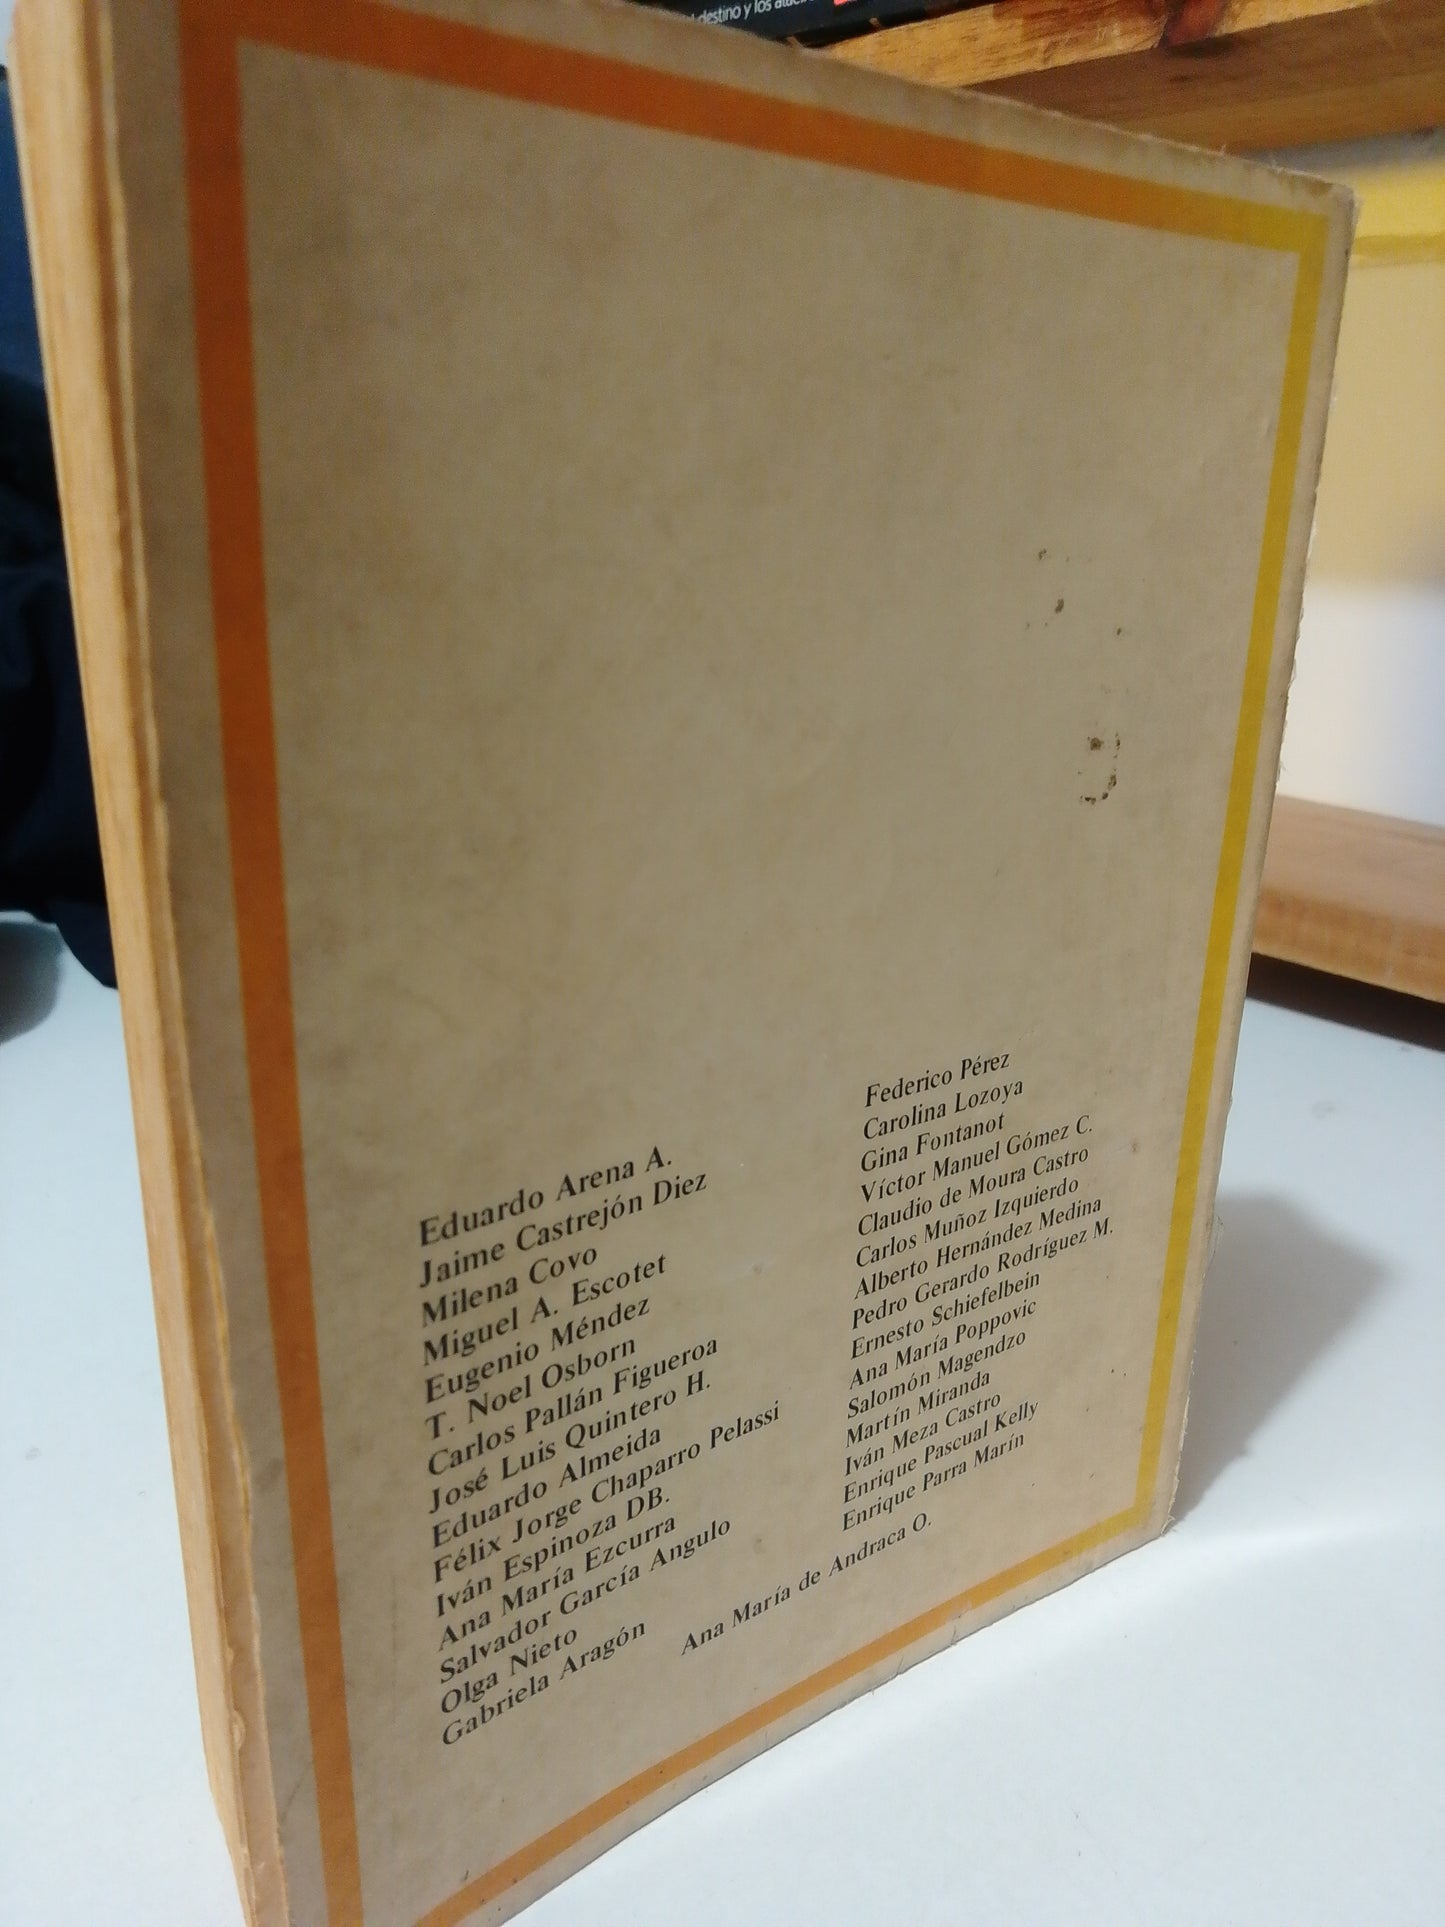 destino y los
Eduardo Arena A.
Jaime Castrejón Diez
Milena Covo
Miguel A. Escotet
Eugenio Méndez
T. Noel Osborn
Carlos Pallán Figueroa
José Luis Quintero H.
Eduardo Almeida
Félix Jorge Chaparro Pelassi
Iván Espinoza DB.
Ana María Ezcurra
Salvador García Angulo
Olga Nieto
Gabriela Aragón
Federico Pérez
Carolina Lozoya
Gina Fontanot
Víctor Manuel Gómez C.
Claudio de Moura Castro
Carlos Muñoz Izquierdo
Alberto Hernández Medina
Pedro Gerardo Rodríguez M.
Ernesto Schiefelbein
Ana María Poppovic
Salomón Magendzo
Martín Miranda
Iván Meza Castro
Enrique Pascual Kelly
Enrique Parra Marín
Ana María de Andraca O.